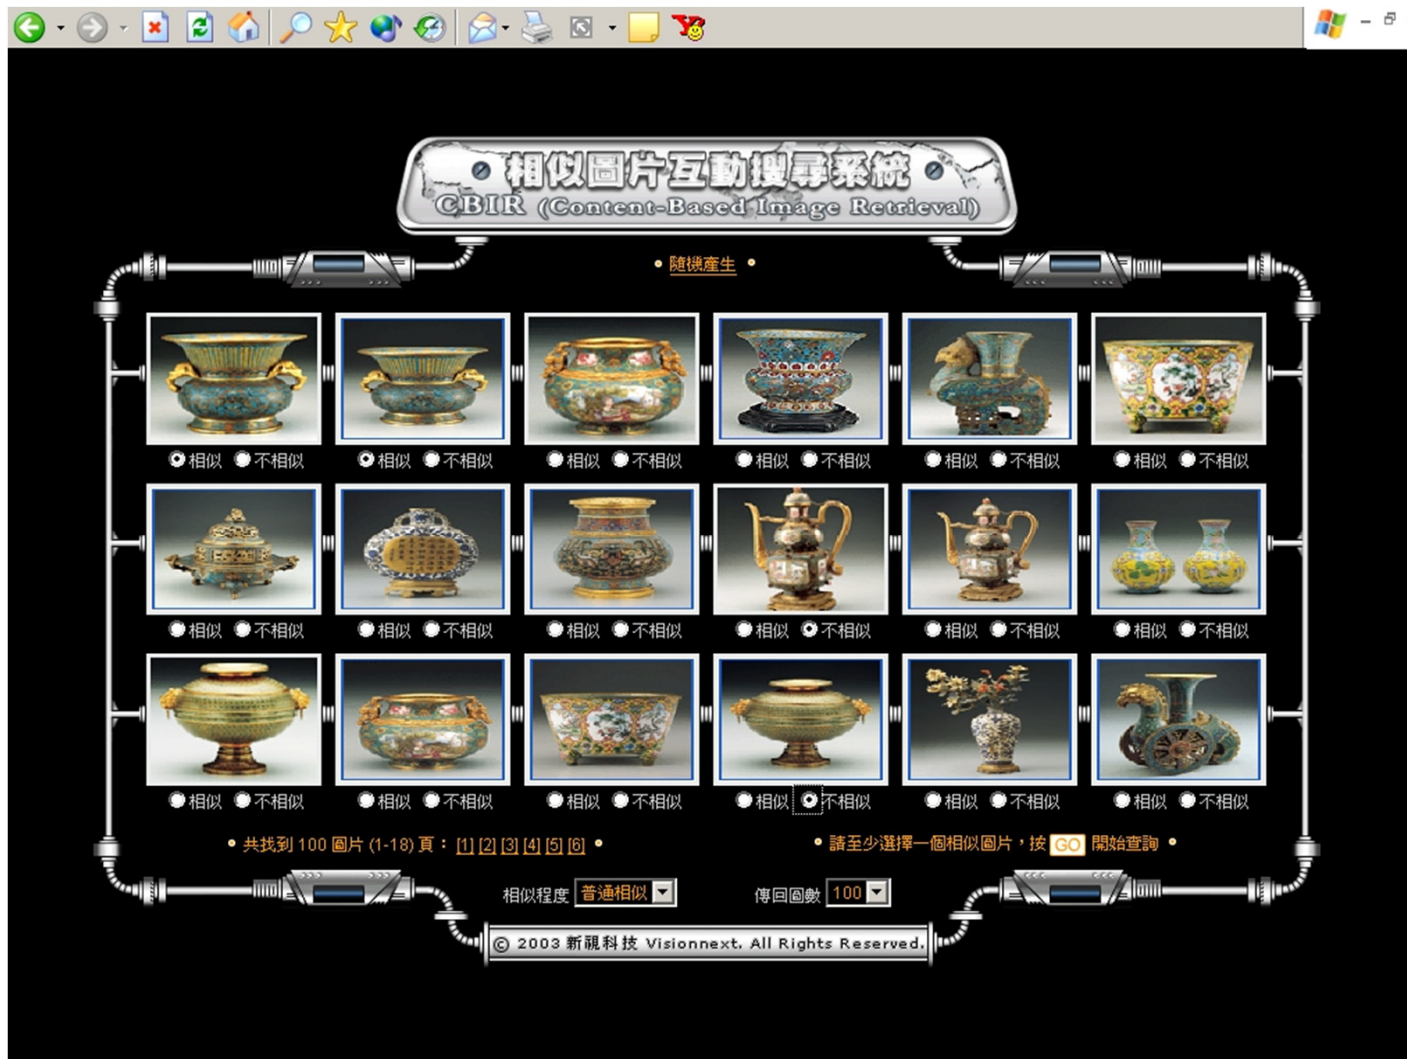 相似圖片互動搜尋系統
CBIR (Content-Based Image Retrieval)
隨機產生
相似 不相似 相似 不相似 相似 不相似 相似 不相似 相似 不相似 相似 不相似
相似 不相似 相似 不相似 相似 不相似 相似 不相似 相似 不相似 相似 不相似
相似 不相似 相似 不相似 相似 不相似 相似 不相似 相似 不相似 相似 不相似
共找到 100 圖片 (1-18) 頁： [1] [2] [3] [4] [5] [6]
請至少選擇一個相似圖片，按 GO 開始查詢
相似程度 普通相似 傳回圖數 100
© 2003 新視科技 Visionnext. All Rights Reserved.